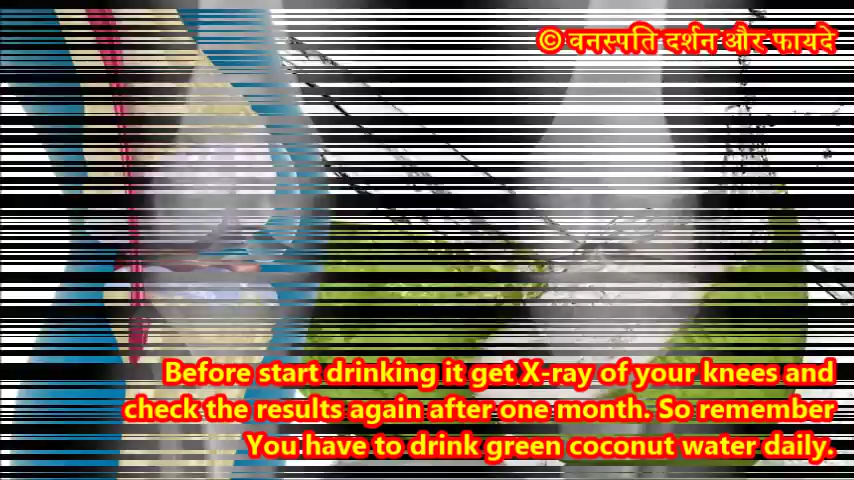 © वनस्पति दर्शन और फायदे
Before start drinking it get X-ray of your knees and
check the results again after one month. So remember
You have to drink green coconut water daily.